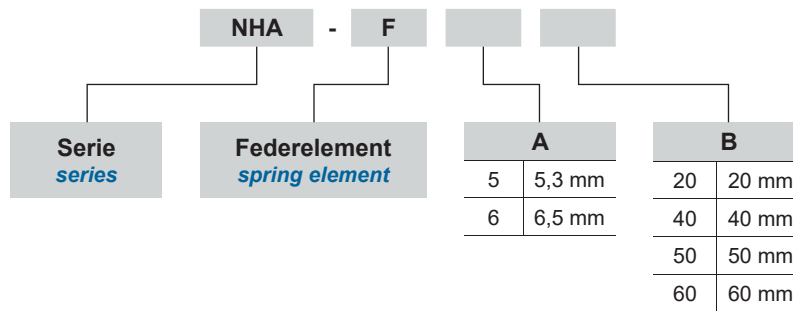 NHA - F
Serie
series
Federelement
spring element
A
5 5,3 mm
6 6,5 mm
B
20 20 mm
40 40 mm
50 50 mm
60 60 mm